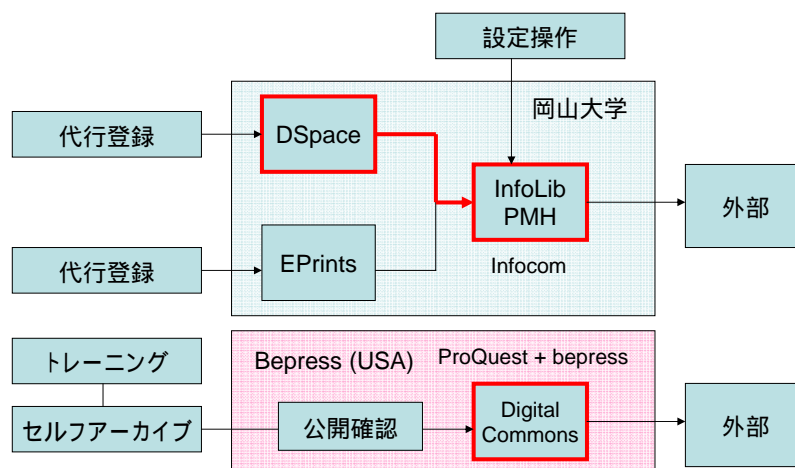 設定操作
岡山大学
代行登録
DSpace
InfoLib
PMH
外部
代行登録
EPrints
Infocom
トレーニング
Bepress (USA)
ProQuest + bepress
セルフアーカイブ
公開確認
Digital
Commons
外部